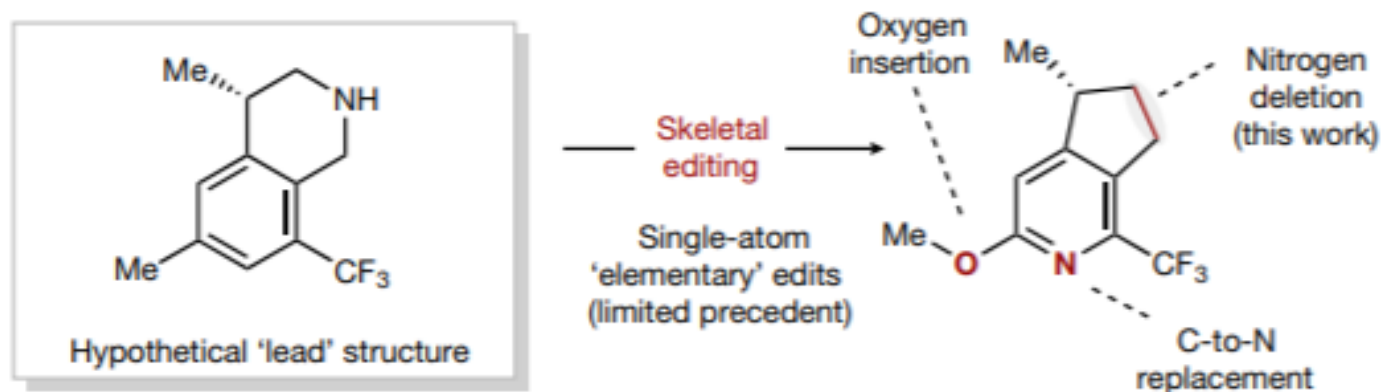 Me
NH
Me
CF3
Hypothetical ‘lead’ structure
Skeletal
editing
Single-atom
‘elementary’ edits
(limited precedent)
Oxygen
insertion
Me
Nitrogen
deletion
(this work)
Me
O
N
CF3
C-to-N
replacement